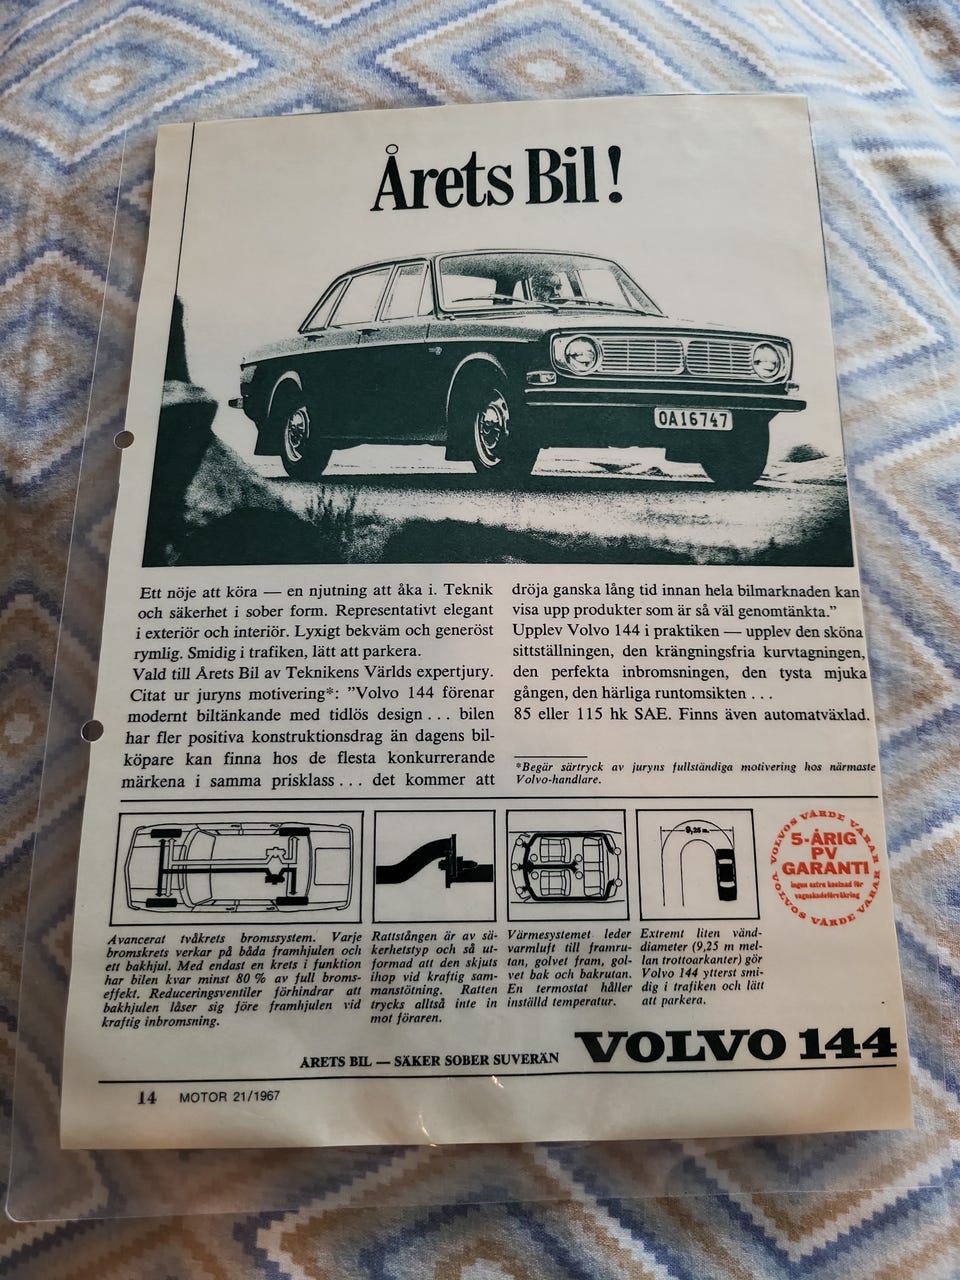 Årets Bil!
OA16747
Ett nöje att köra — en njutning att åka i. Teknik
och säkerhet i sober form. Representativt elegant
i exteriör och interiör. Lyxigt bekväm och generöst
rymlig. Smidig i trafiken, lätt att parkera.
Vald till Årets Bil av Teknikens Världs expertjury.
Citat ur juryns motivering*: ”Volvo 144 förenar
modernt biltänkande med tidlös design . . . bilen
har fler positiva konstruktionsdrag än dagens bil-
köpare kan finna hos de flesta konkurrerande
märkena i samma prisklass . . . det kommer att
dröja ganska lång tid innan hela bilmarknaden kan
visa upp produkter som är så väl genomtänkta.”
Upplev Volvo 144 i praktiken — upplev den sköna
sittställningen, den krängningsfria kurvtagningen,
den perfekta inbromsningen, den tysta mjuka
gången, den härliga runtomsikten . . .
85 eller 115 hk SAE. Finns även automatväxlad.
*Begär särtryck av juryns fullständiga motivering hos närmaste
Volvo-handlare.
Avancerat tvåkrets bromssystem. Varje
bromskrets verkar på båda framhjulen och
ett bakhjul. Med endast en krets i funktion
har bilen kvar minst 80 % av full broms-
effekt. Reduceringsventiler förhindrar att
bakhjulen låser sig före framhjulen vid
kraftig inbromsning.
Rattstången är av sä-
kerhetstyp och så ut-
formad att den skjuts
ihop vid kraftig sam-
manstötning. Ratten
trycks alltså inte in
mot föraren.
Värmesystemet leder
varmluft till framru-
tan, golvet fram, gol-
vet bak och bakrutan.
En termostat håller
inställd temperatur.
9,25 m.
Extremt liten vänd-
diameter (9,25 m mel-
lan trottoarkanter) gör
Volvo 144 ytterst smi-
dig i trafiken och lätt
att parkera.
VOLVOS VÄRDE VARAR
5-ÅRIG
PV
GARANTI
ingen extra kostnad för
vagnskadeförsäkring
VOLVOS VÄRDE VARAR
ÅRETS BIL — SÄKER SOBER SUVERÄN
VOLVO 144
14 MOTOR 21/1967